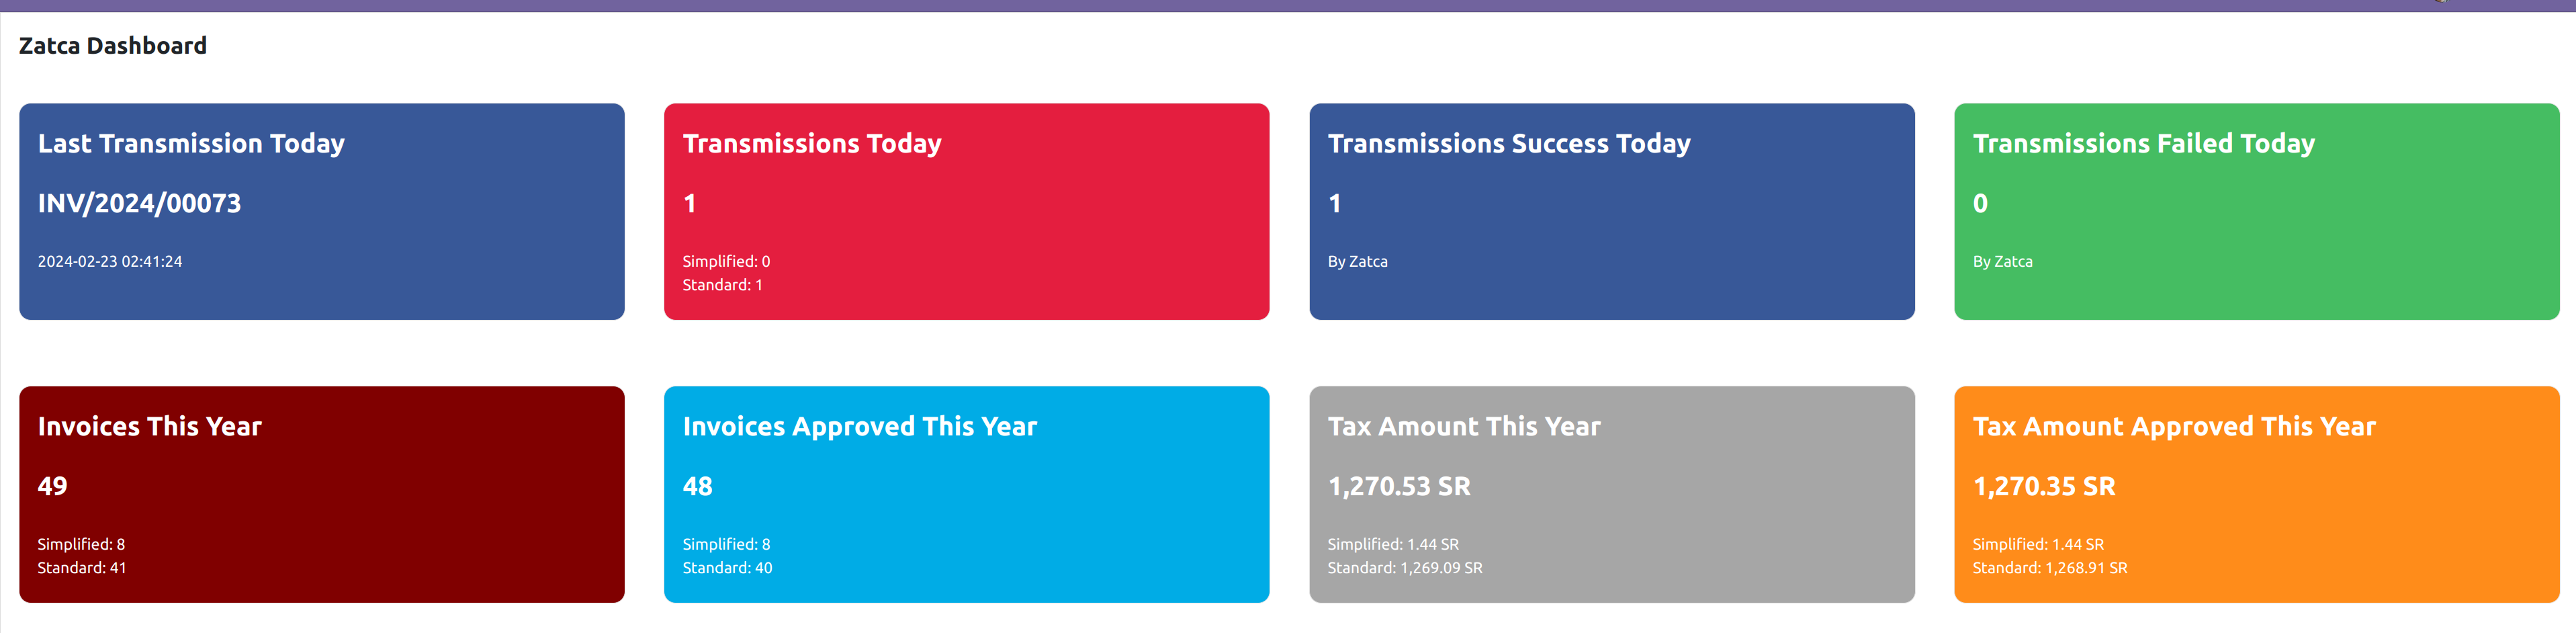 Zatca Dashboard
Last Transmission Today
INV/2024/00073
2024-02-23 02:41:24
Transmissions Today
1
Simplified: 0
Standard: 1
Transmissions Success Today
1
By Zatca
Transmissions Failed Today
0
By Zatca
Invoices This Year
49
Simplified: 8
Standard: 41
Invoices Approved This Year
48
Simplified: 8
Standard: 40
Tax Amount This Year
1,270.53 SR
Simplified: 1.44 SR
Standard: 1,269.09 SR
Tax Amount Approved This Year
1,270.35 SR
Simplified: 1.44 SR
Standard: 1,268.91 SR